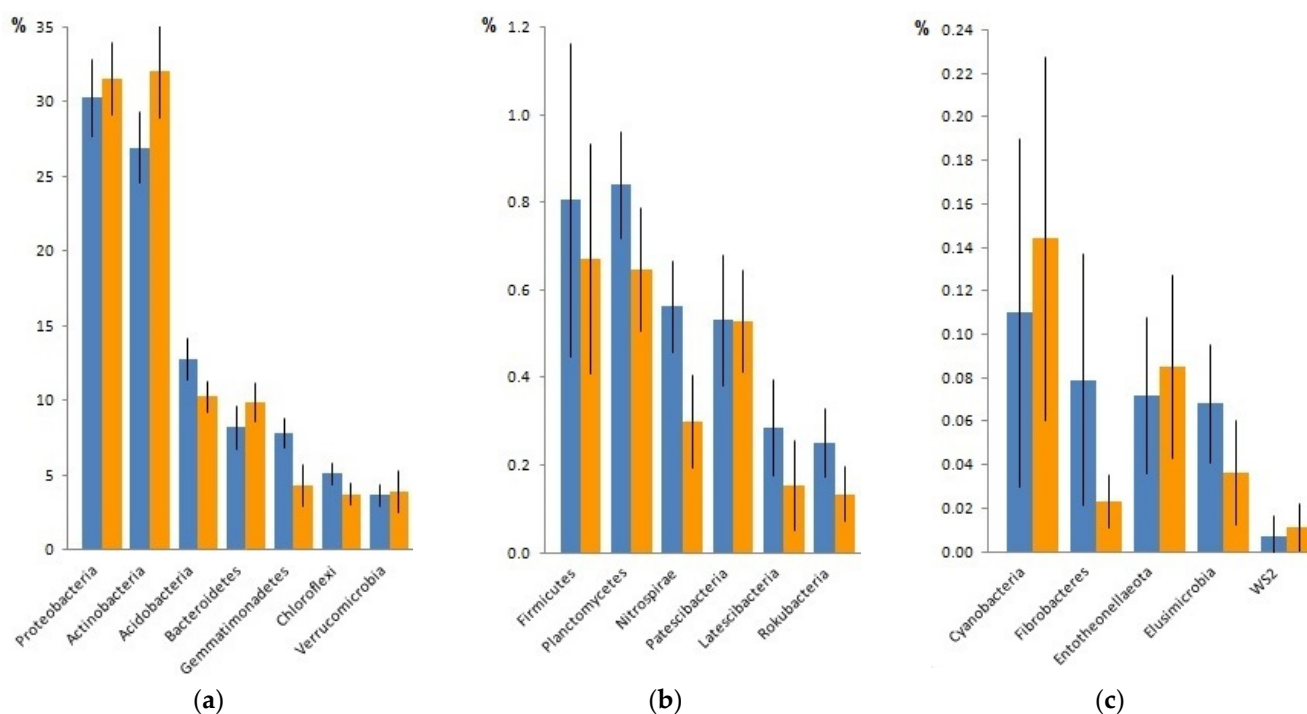 %
35
30
25
20
15
10
5
0
Proteobacteria
Actinobacteria
Acidobacteria
Bacteroidetes
Gemmatimonadetes
Chloroflexi
Verrucomicrobia
(a)
%
1.2
1.0
0.8
0.6
0.4
0.2
0.0
Firmicutes
Planctomycetes
Nitrospirae
Patescibacteria
Latescibacteria
Rokubacteria
(b)
%
0.24
0.22
0.20
0.18
0.16
0.14
0.12
0.10
0.08
0.06
0.04
0.02
0.00
Cyanobacteria
Fibrobacteres
Entotheonellaeota
Elusimicrobia
WS2
(c)